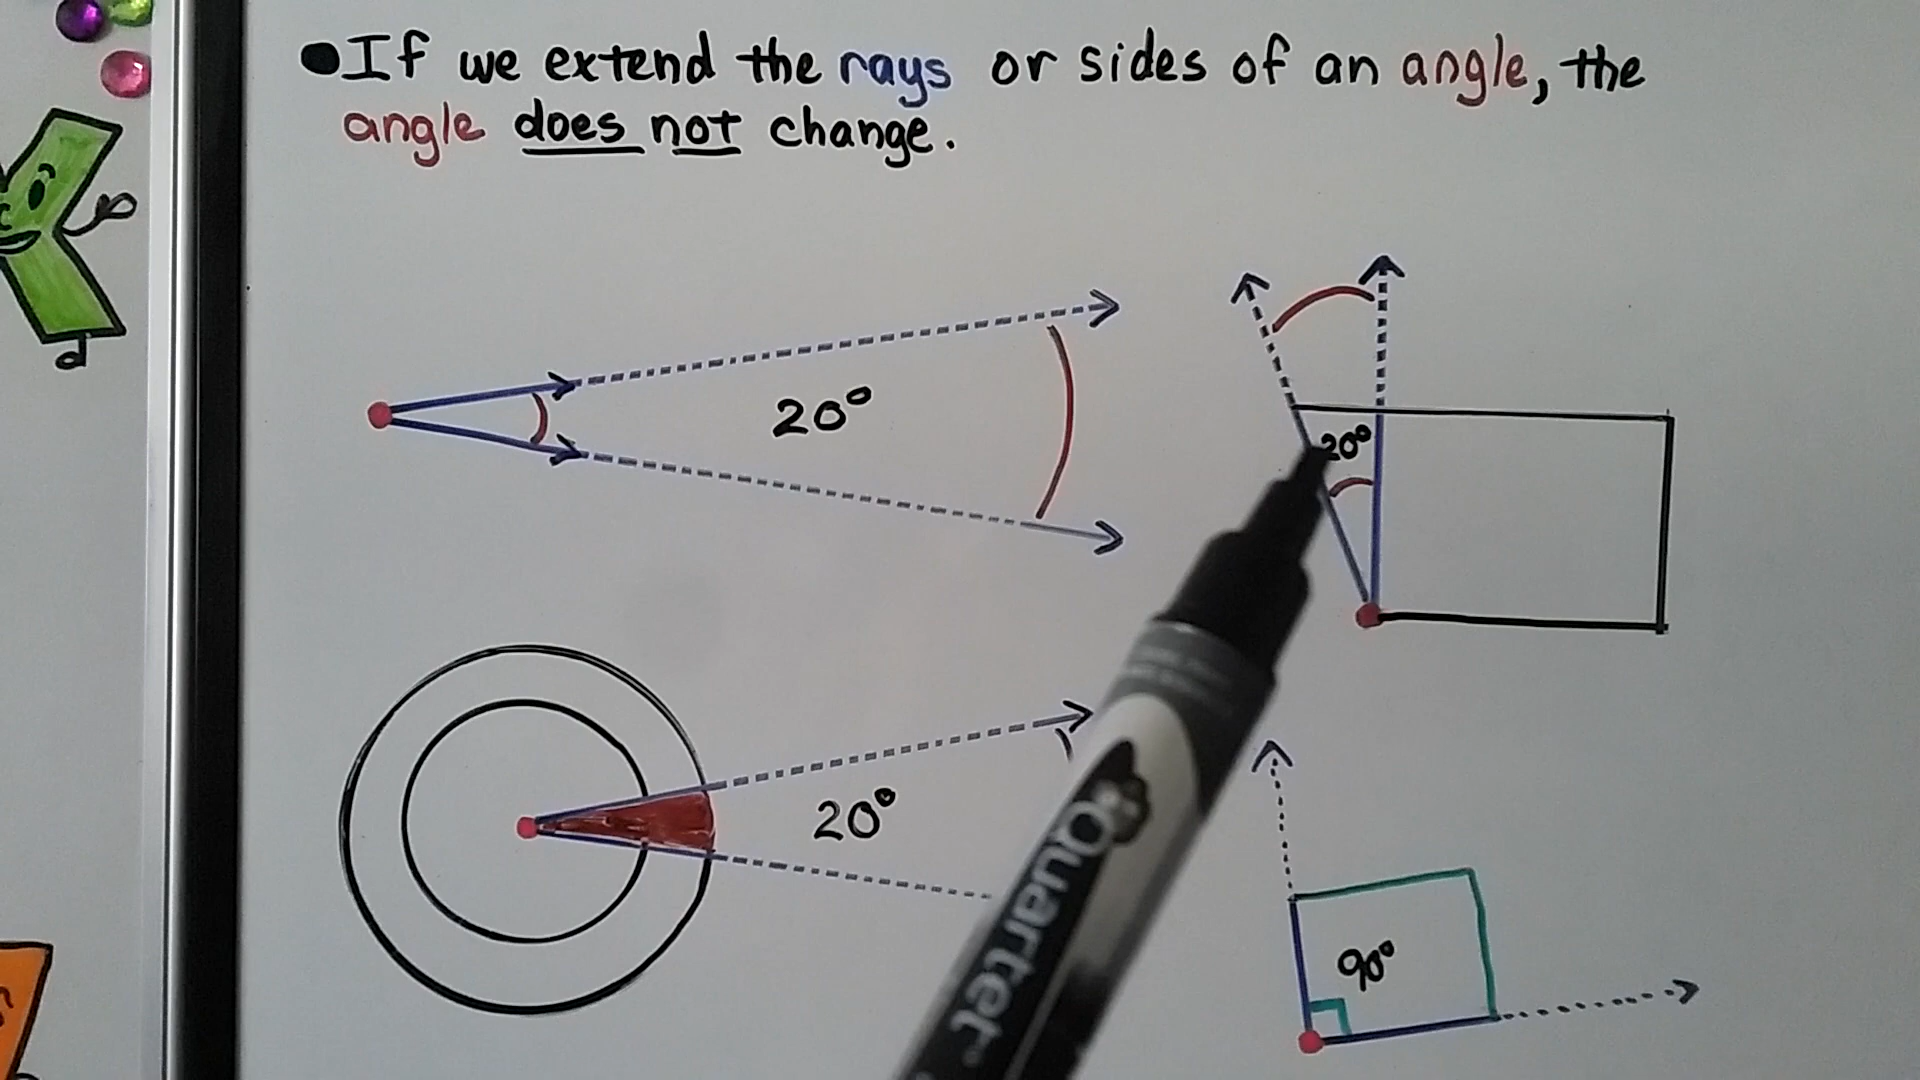 If we extend the rays or sides of an angle, the
angle does not change.
20°
20°
20°
90°
Quartet